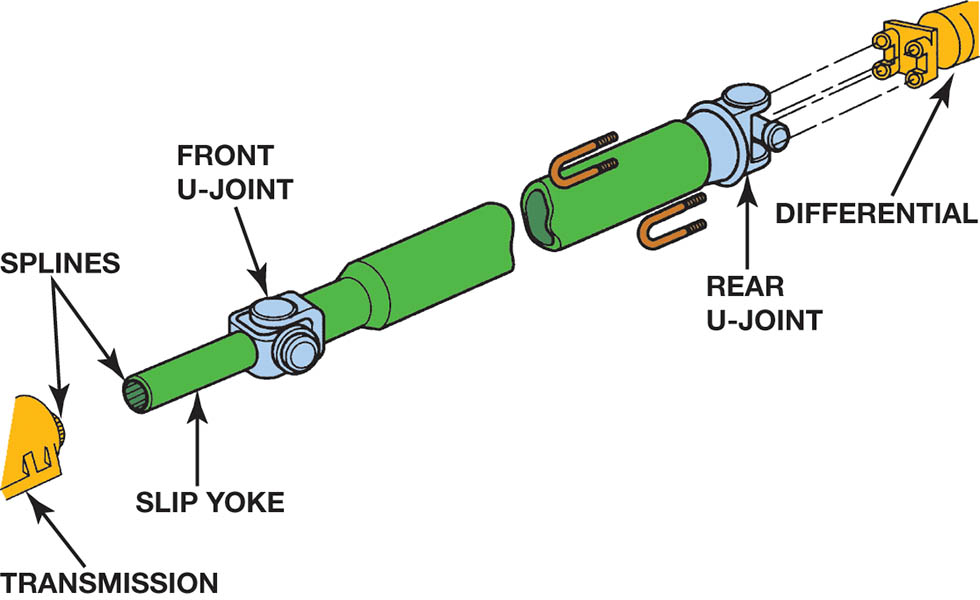 FRONT
U-JOINT
SPLINES
DIFFERENTIAL
REAR
U-JOINT
SLIP YOKE
TRANSMISSION